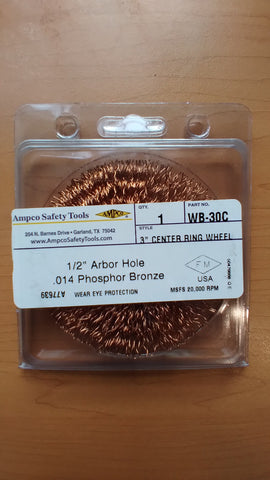 Ampco Safety Tools
AMPCO
204 N. Barnes Drive • Garland, TX 75042
www.AmpcoSafetyTools.com
QTY.
1
PART NO.
WB-30C
STYLE
3" CENTER RING WHEEL
1/2" Arbor Hole
.014 Phosphor Bronze
FM
USA
A77639
WEAR EYE PROTECTION
MSFS 20,000 RPM